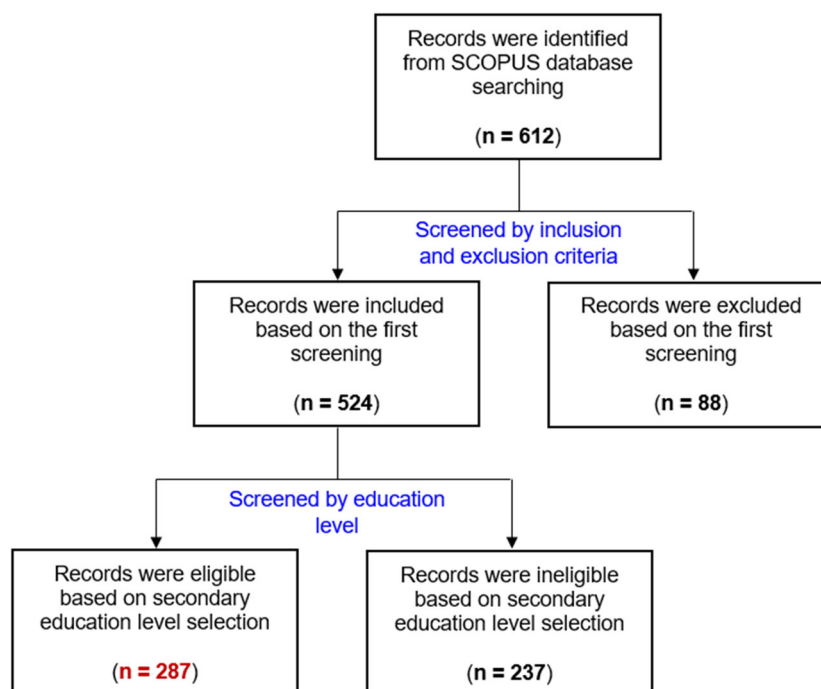 Records were identified
from SCOPUS database
searching
(n = 612)
Screened by inclusion
and exclusion criteria
Records were included
based on the first
screening
(n = 524)
Records were excluded
based on the first
screening
(n = 88)
Screened by education
level
Records were eligible
based on secondary
education level selection
(n = 287)
Records were ineligible
based on secondary
education level selection
(n = 237)